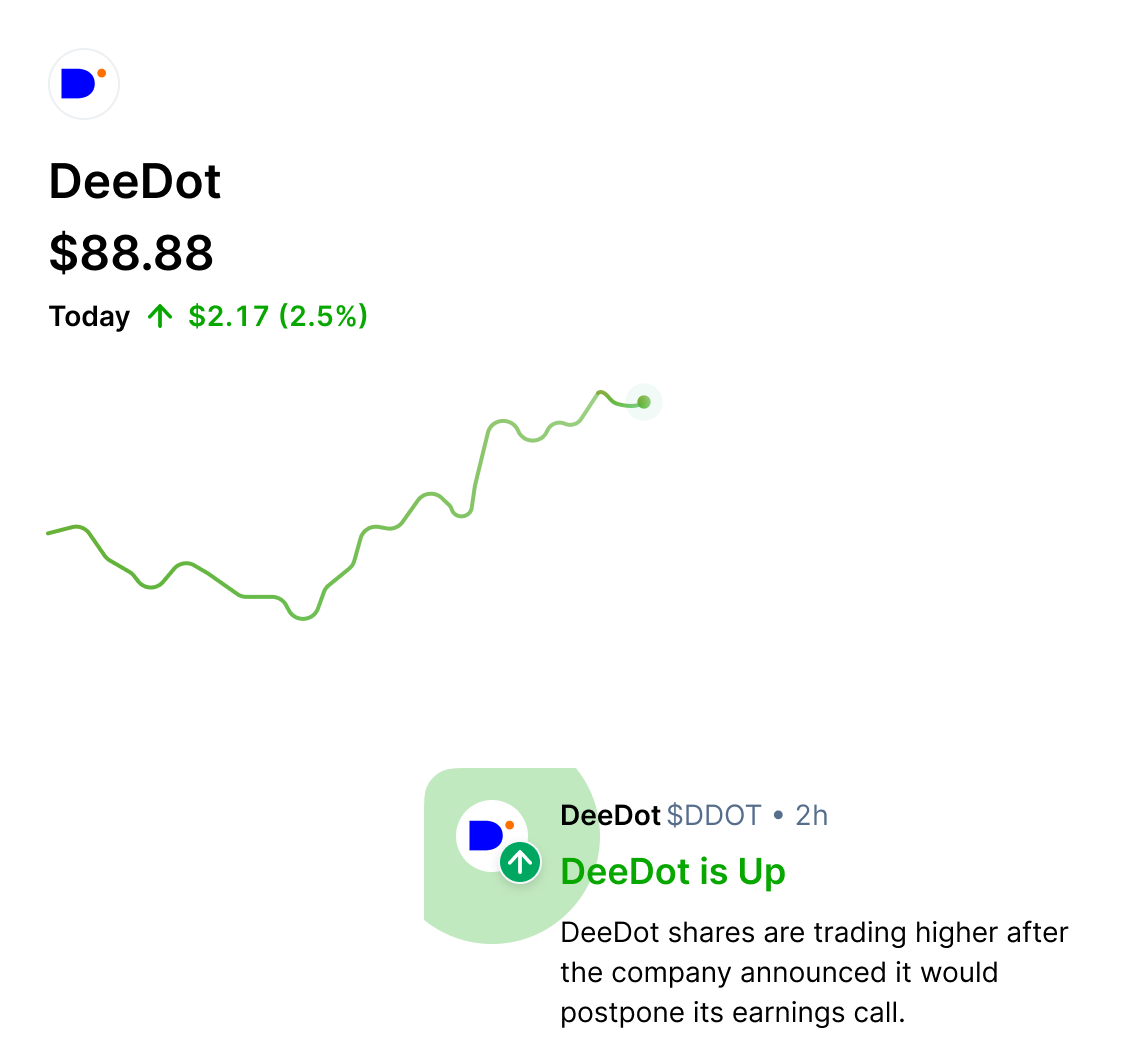 DeeDot
$88.88
Today ↑ $2.17 (2.5%)
DeeDot $DDOT • 2h
DeeDot is Up
DeeDot shares are trading higher after
the company announced it would
postpone its earnings call.